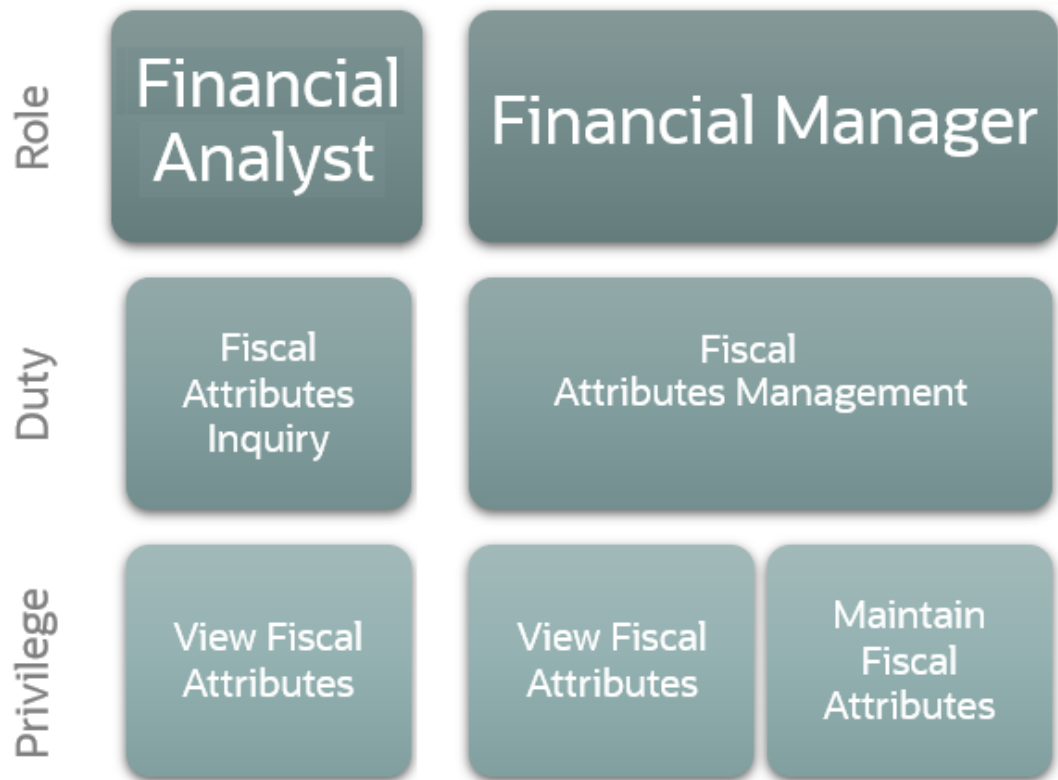 Role
Financial
Analyst
Financial Manager
Duty
Fiscal
Attributes
Inquiry
Fiscal
Attributes Management
Privilege
View Fiscal
Attributes
View Fiscal
Attributes
Maintain
Fiscal
Attributes